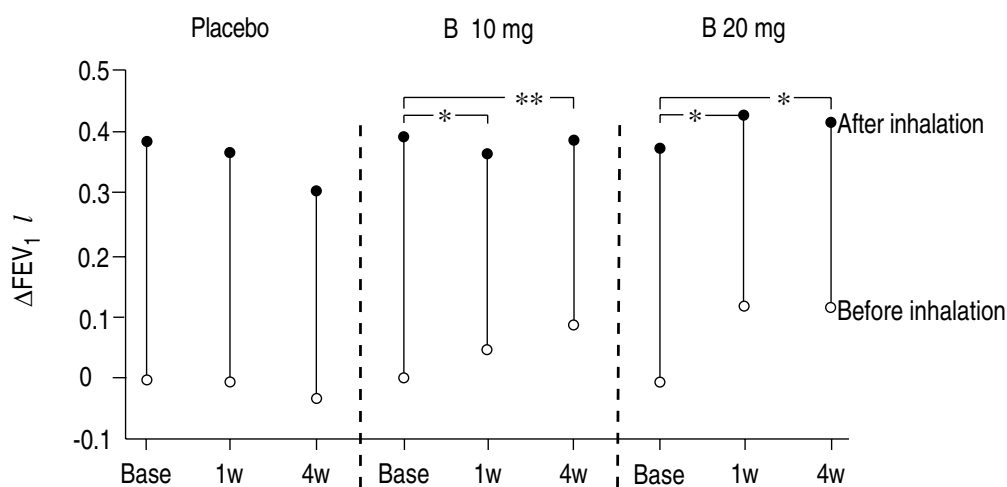 Placebo
B 10 mg
B 20 mg
0.5
0.4
0.3
0.2
0.1
0
-0.1
ΔFEV1 l
* **
* *
After inhalation
Before inhalation
Base 1w 4w
Base 1w 4w
Base 1w 4w